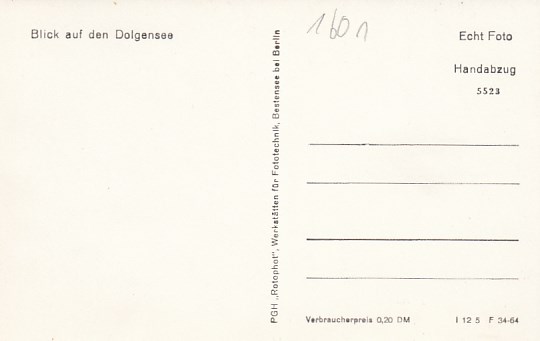 Blick auf den Dolgensee
PGH „Rotophot", Werkstätten für Fototechnik, Bestensee bei Berlin
1601
Echt Foto
Handabzug
5523
Verbraucherpreis 0,20 DM
I 12 5 F 34-64